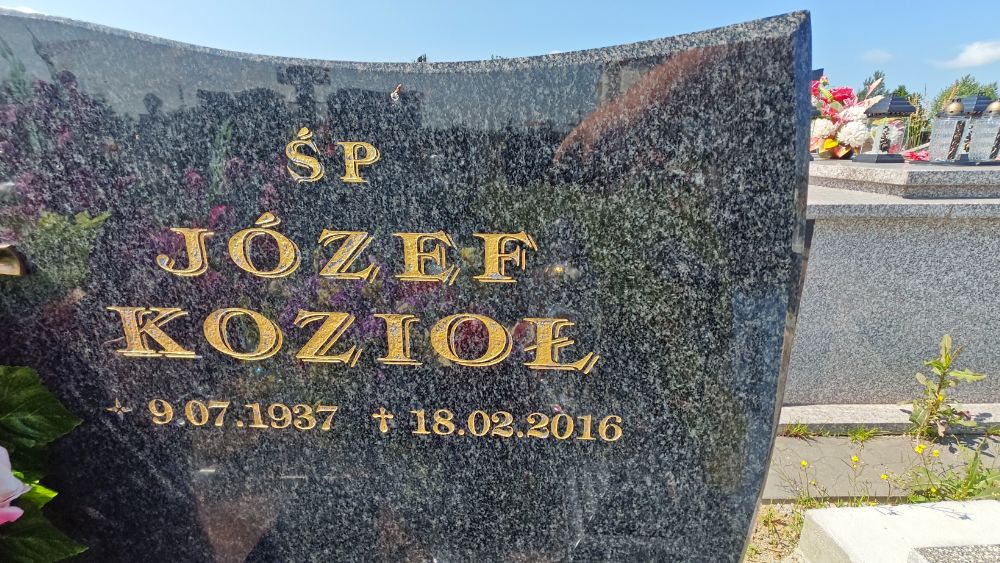 ŚP
JÓZEF
KOZIOŁ
9.07.1937 ✝ 18.02.2016